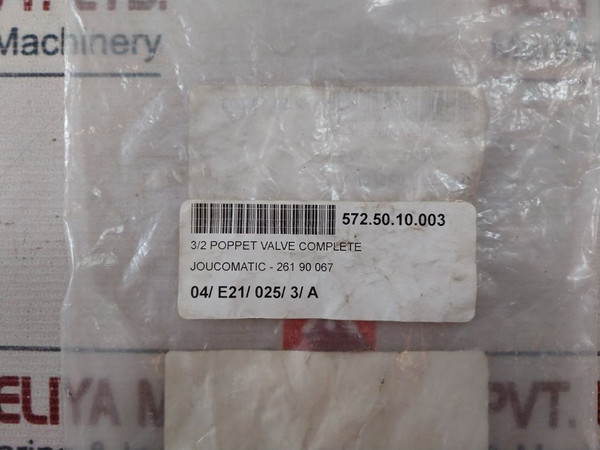 Machinery
572.50.10.003
3/2 POPPET VALVE COMPLETE
JOUCOMATIC - 261 90 067
04/ E21/ 025/ 3/ A
ELIYA M
PVT.